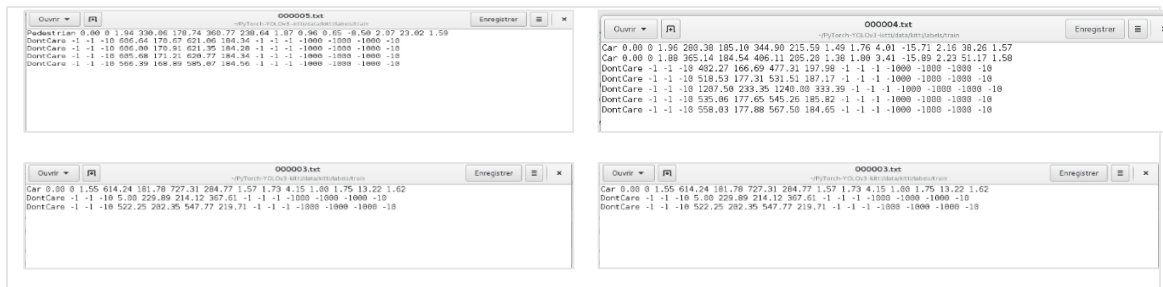 Ouvrir
000005.txt
~/PyTorch-YOLOv3-kitti/data/kitti/labels/train
Enregistrer
Pedestrian 0.00 0 1.94 330.06 178.74 360.77 238.64 1.87 0.96 0.65 -8.50 2.07 23.02 1.59
DontCare -1 -1 -10 606.64 170.67 621.06 184.34 -1 -1 -1 -1000 -1000 -1000 -10
DontCare -1 -1 -10 606.00 170.91 621.35 184.28 -1 -1 -1 -1000 -1000 -1000 -10
DontCare -1 -1 -10 605.68 171.21 620.77 184.34 -1 -1 -1 -1000 -1000 -1000 -10
DontCare -1 -1 -10 566.39 168.89 585.07 184.56 -1 -1 -1 -1000 -1000 -1000 -10
Ouvrir
000004.txt
~/PyTorch-YOLOv3-kitti/data/kitti/labels/train
Enregistrer
Car 0.00 0 1.96 280.38 185.10 344.90 215.59 1.49 1.76 4.01 -15.71 2.16 38.26 1.57
Car 0.00 0 1.88 365.14 184.54 406.11 205.20 1.38 1.80 3.41 -15.89 2.23 51.17 1.58
DontCare -1 -1 -10 402.27 166.69 477.31 197.98 -1 -1 -1 -1000 -1000 -1000 -10
DontCare -1 -1 -10 518.53 177.31 531.51 187.17 -1 -1 -1 -1000 -1000 -1000 -10
DontCare -1 -1 -10 1207.50 233.35 1240.00 333.39 -1 -1 -1 -1000 -1000 -1000 -10
DontCare -1 -1 -10 535.06 177.65 545.26 185.82 -1 -1 -1 -1000 -1000 -1000 -10
DontCare -1 -1 -10 558.03 177.88 567.50 184.65 -1 -1 -1 -1000 -1000 -1000 -10
Ouvrir
000003.txt
~/PyTorch-YOLOv3-kitti/data/kitti/labels/train
Enregistrer
Car 0.00 0 1.55 614.24 181.78 727.31 284.77 1.57 1.73 4.15 1.00 1.75 13.22 1.62
DontCare -1 -1 -10 5.00 229.89 214.12 367.61 -1 -1 -1 -1000 -1000 -1000 -10
DontCare -1 -1 -10 522.25 202.35 547.77 219.71 -1 -1 -1 -1000 -1000 -1000 -10
Ouvrir
000003.txt
~/PyTorch-YOLOv3-kitti/data/kitti/labels/train
Enregistrer
Car 0.00 0 1.55 614.24 181.78 727.31 284.77 1.57 1.73 4.15 1.00 1.75 13.22 1.62
DontCare -1 -1 -10 5.00 229.89 214.12 367.61 -1 -1 -1 -1000 -1000 -1000 -10
DontCare -1 -1 -10 522.25 202.35 547.77 219.71 -1 -1 -1 -1000 -1000 -1000 -10